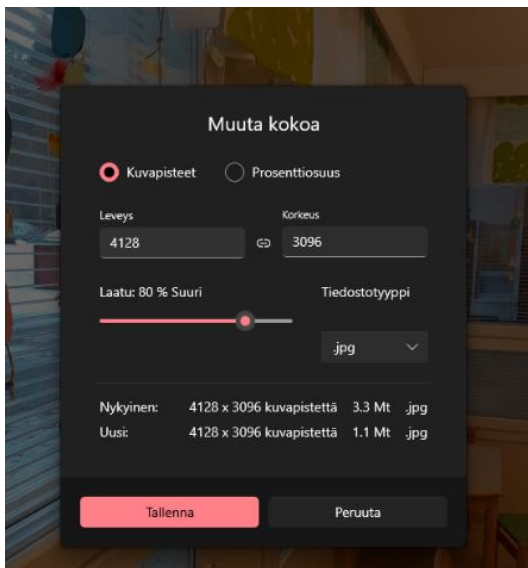 Muuta kokoa
Kuvapisteet Prosenttiosuus
Leveys Korkeus
4128 3096
Laatu: 80 % Suuri Tiedostotyyppi
.jpg
Nykyinen: 4128 x 3096 kuvapistettä 3.3 Mt .jpg
Uusi: 4128 x 3096 kuvapistettä 1.1 Mt .jpg
Tallenna Peruuta